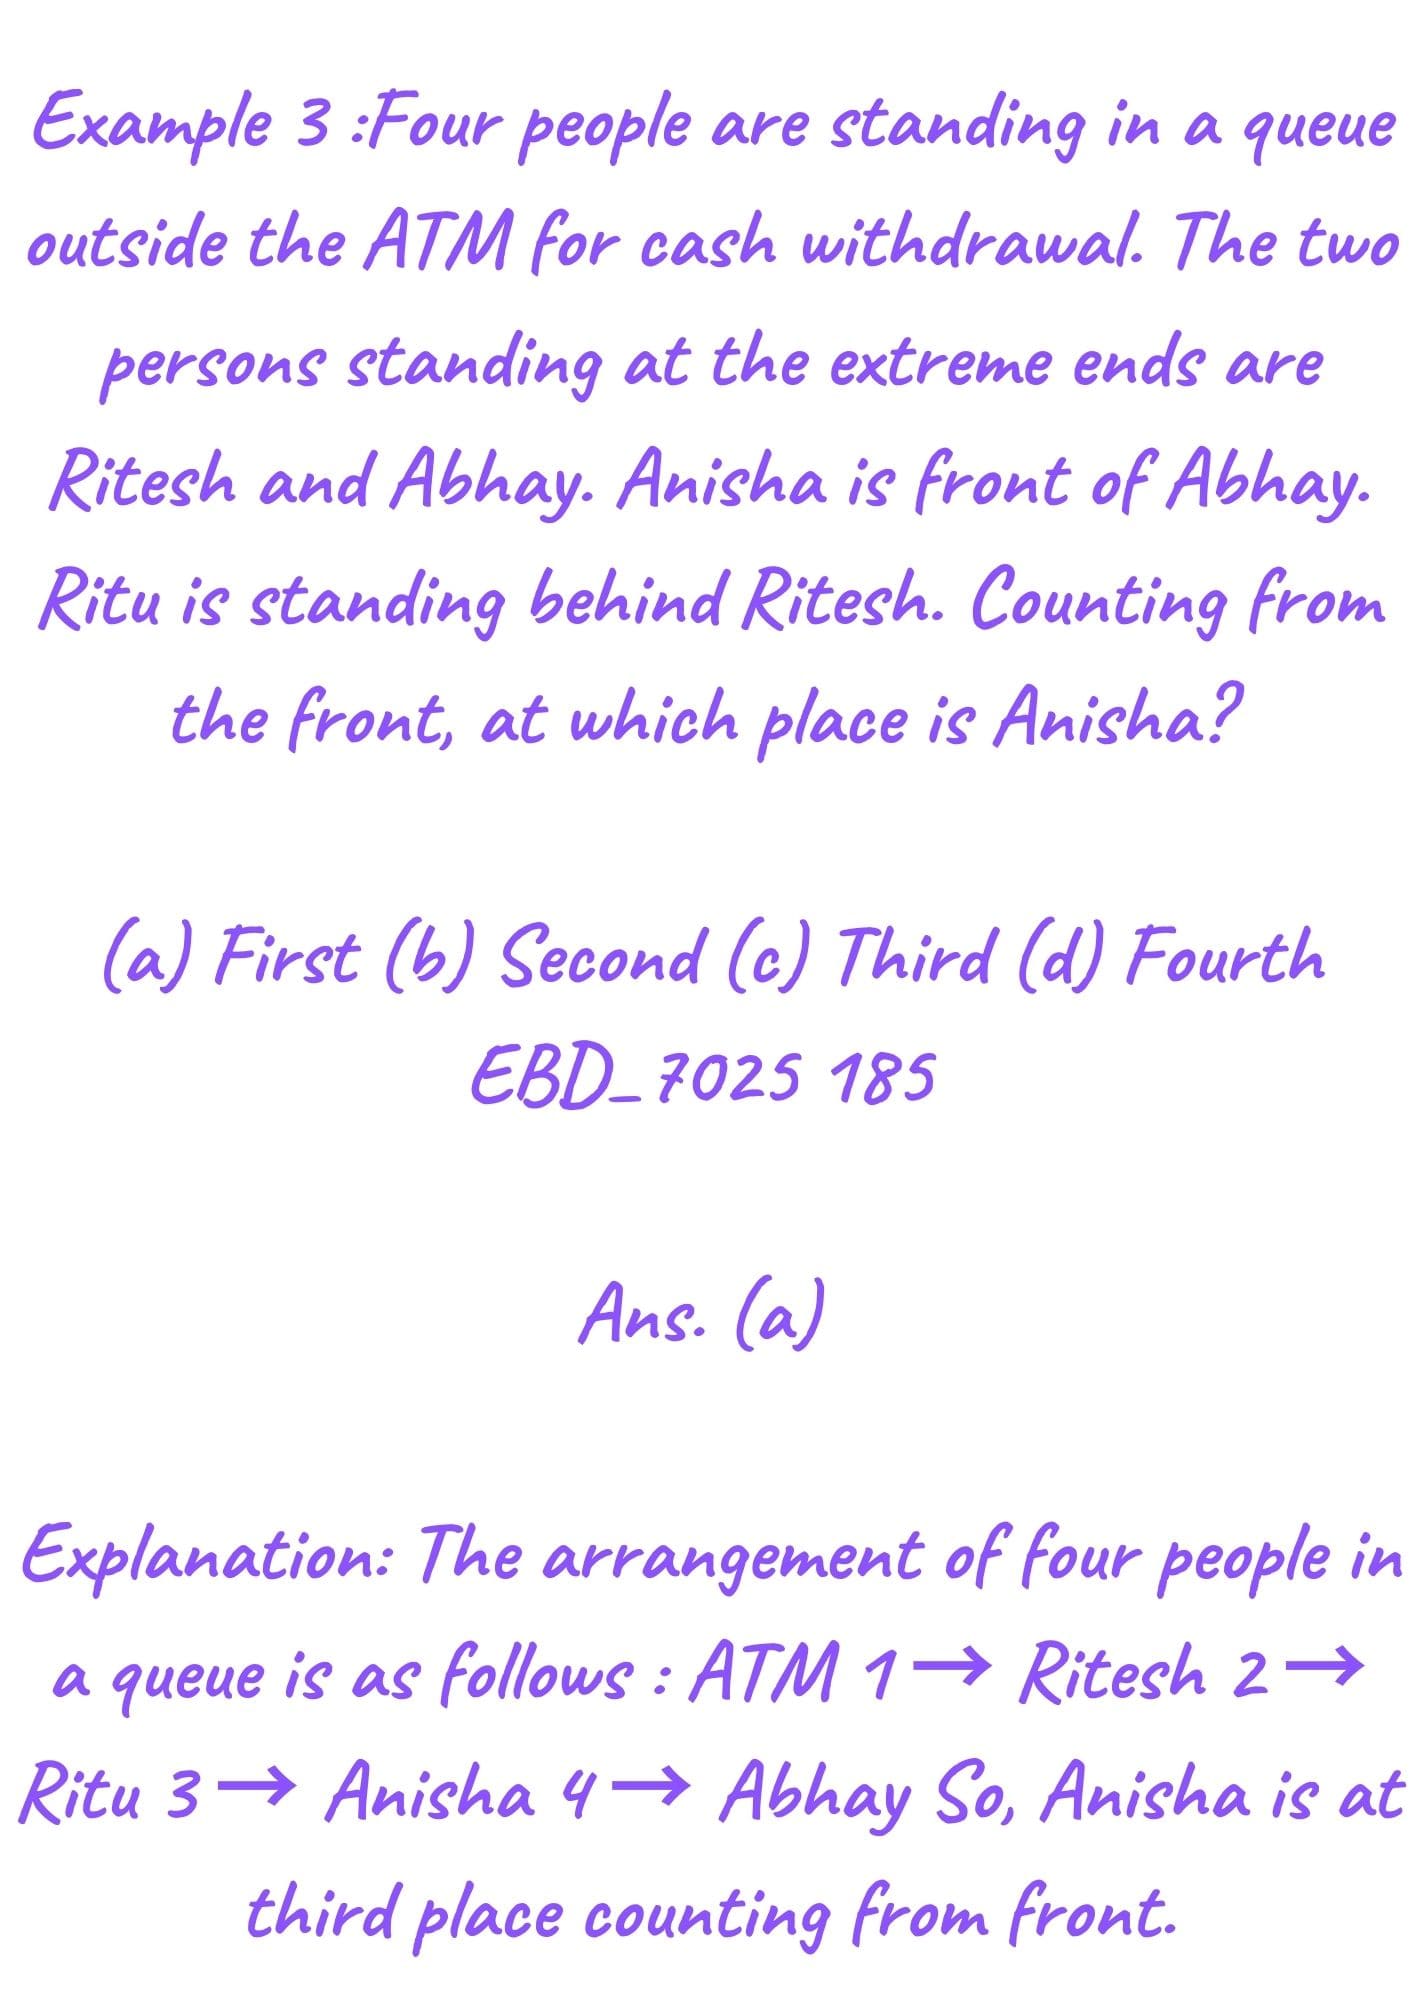 Example 3 :Four people are standing in a queue
outside the ATM for cash withdrawal. The two
persons standing at the extreme ends are
Ritesh and Abhay. Anisha is front of Abhay.
Ritu is standing behind Ritesh. Counting from
the front, at which place is Anisha?
(a) First (b) Second (c) Third (d) Fourth
EBD_7025 185
Ans. (a)
Explanation: The arrangement of four people in
a queue is as follows : ATM 1 → Ritesh 2 →
Ritu 3 → Anisha 4 → Abhay So, Anisha is at
third place counting from front.